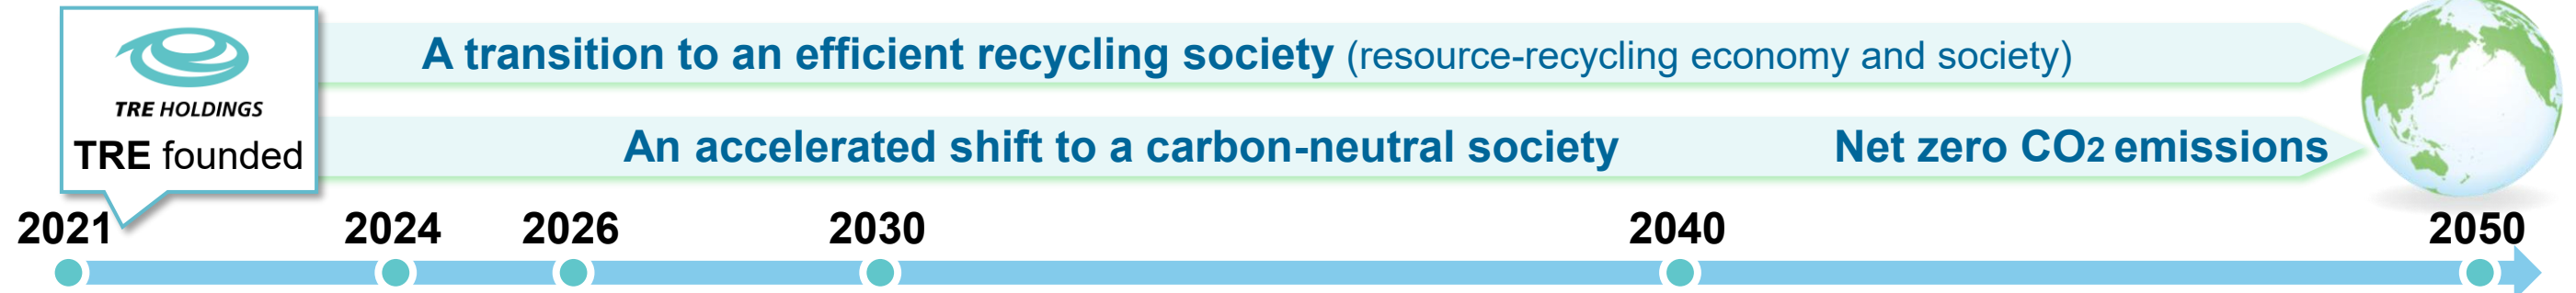 A transition to an efficient recycling society (resource-recycling economy and society)
TRE HOLDINGS
TRE founded
An accelerated shift to a carbon-neutral society
Net zero CO2 emissions
2021
2024
2026
2030
2040
2050